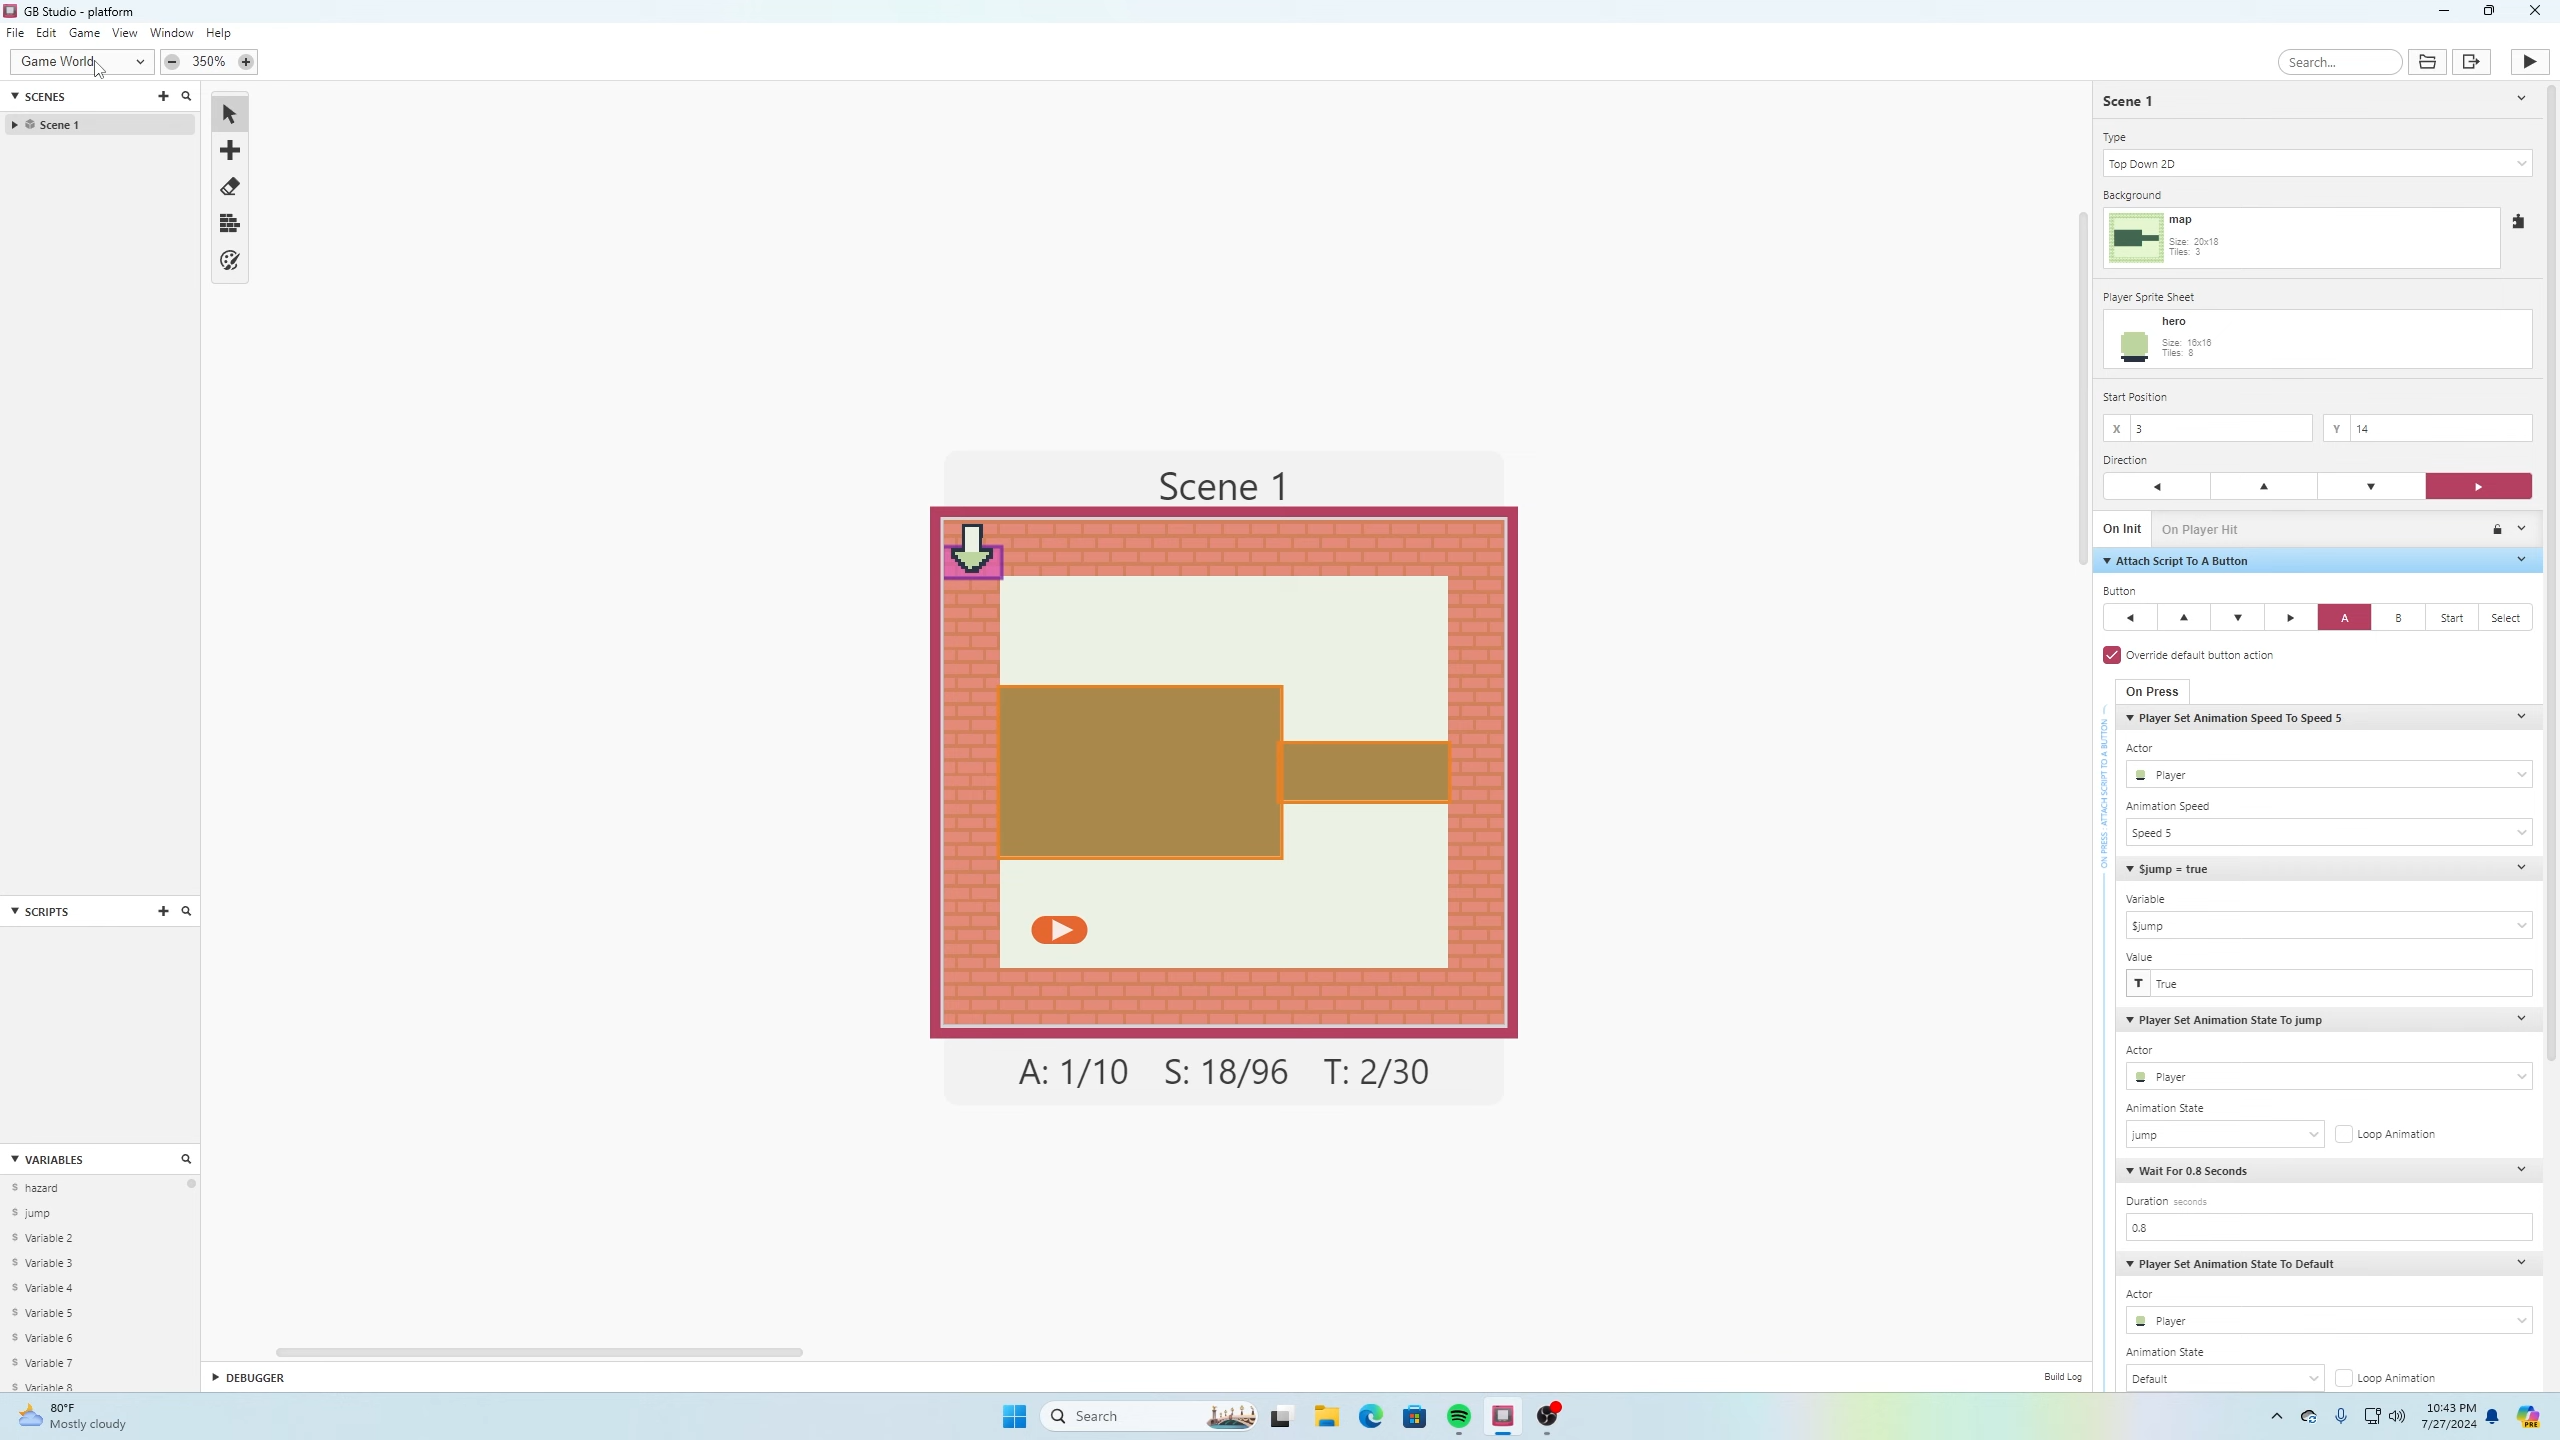 GB Studio - platform
File Edit Game View Window Help
Game World 350% Search...
SCENES
Scene 1
SCRIPTS
VARIABLES
$ hazard
$ jump
$ Variable 2
$ Variable 3
$ Variable 4
$ Variable 5
$ Variable 6
$ Variable 7
$ Variable 8
Scene 1
A: 1/10 S: 18/96 T: 2/30
DEBUGGER
Build Log
Scene 1
Type
Top Down 2D
Background
map
Size: 20x18
Tiles: 3
Player Sprite Sheet
hero
Size: 16x16
Tiles: 8
Start Position
X 3 Y 14
Direction
On Init On Player Hit
Attach Script To A Button
Button
A B Start Select
Override default button action
On Press
ON PRESS : ATTACH SCRIPT TO A BUTTON
Player Set Animation Speed To Speed 5
Actor
Player
Animation Speed
Speed 5
$jump = true
Variable
$jump
Value
T True
Player Set Animation State To jump
Actor
Player
Animation State
jump Loop Animation
Wait For 0.8 Seconds
Duration seconds
0.8
Player Set Animation State To Default
Actor
Player
Animation State
Default Loop Animation
80°F
Mostly cloudy
Search
10:43 PM
7/27/2024
PRE